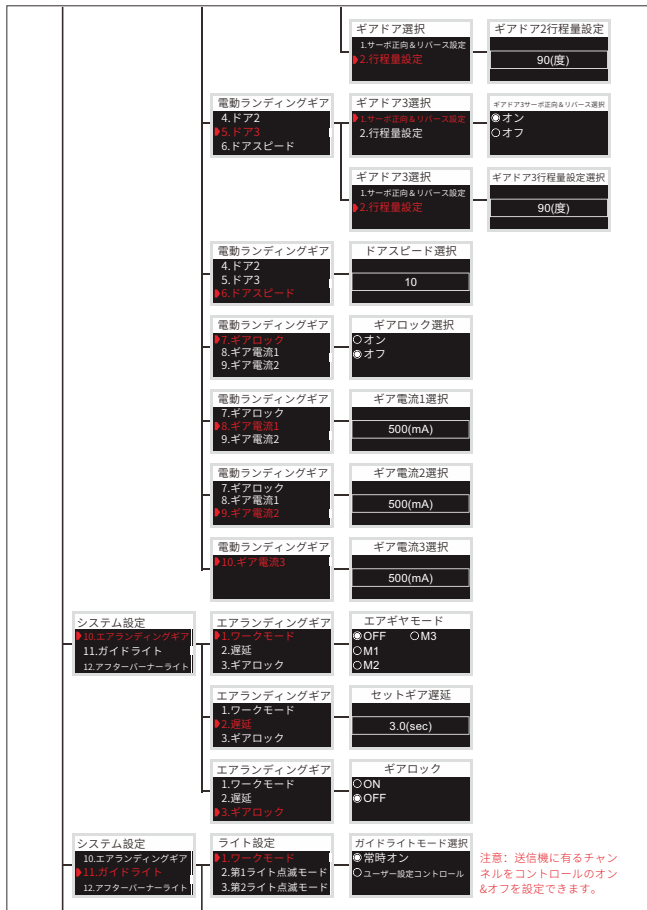 ギアドア選択
1.サーボ正向＆リバース設定
2.行程量設定
ギアドア2行程量設定
90(度)
電動ランディングギア
4.ドア2
5.ドア3
6.ドアスピード
ギアドア3選択
1.サーボ正向＆リバース設定
2.行程量設定
ギアドア3サーボ正向＆リバース選択
オン
オフ
ギアドア3選択
1.サーボ正向＆リバース設定
2.行程量設定
ギアドア3行程量設定選択
90(度)
電動ランディングギア
4.ドア2
5.ドア3
6.ドアスピード
ドアスピード選択
10
電動ランディングギア
7.ギアロック
8.ギア電流1
9.ギア電流2
ギアロック選択
オン
オフ
電動ランディングギア
7.ギアロック
8.ギア電流1
9.ギア電流2
ギア電流1選択
500(mA)
電動ランディングギア
7.ギアロック
8.ギア電流1
9.ギア電流2
ギア電流2選択
500(mA)
電動ランディングギア
10.ギア電流3
ギア電流3選択
500(mA)
システム設定
10.エアランディングギア
11.ガイドライト
12.アフターバーナーライト
エアランディングギア
1.ワークモード
2.遅延
3.ギアロック
エアギヤモード
OFF M3
M1
M2
エアランディングギア
1.ワークモード
2.遅延
3.ギアロック
セットギア遅延
3.0(sec)
エアランディングギア
1.ワークモード
2.遅延
3.ギアロック
ギアロック
ON
OFF
システム設定
10.エアランディングギア
11.ガイドライト
12.アフターバーナーライト
ライト設定
1.ワークモード
2.第1ライト点滅モード
3.第2ライト点滅モード
ガイドライトモード選択
常時オン
ユーザー設定コントロール
注意：送信機に有るチャン
ネルをコントロールのオン
&オフを設定できます。